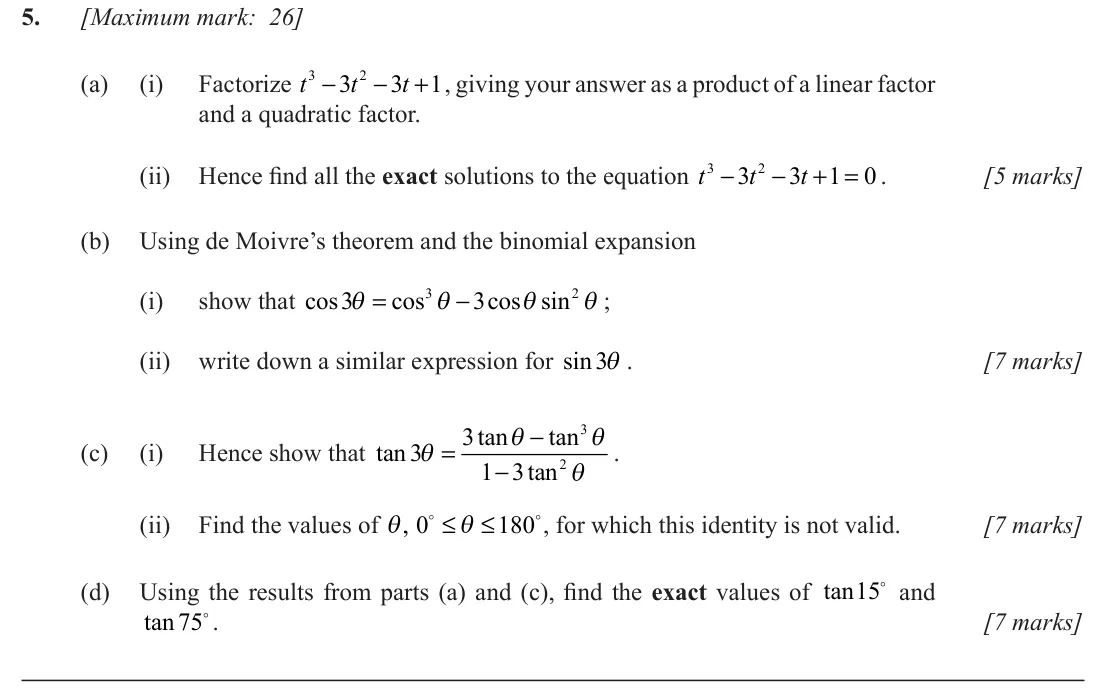 5. [Maximum mark: 26]
(a) (i) Factorize t³ − 3t² − 3t + 1, giving your answer as a product of a linear factor
and a quadratic factor.
(ii) Hence find all the exact solutions to the equation t³ − 3t² − 3t + 1 = 0. [5 marks]
(b) Using de Moivre's theorem and the binomial expansion
(i) show that cos 3θ = cos³ θ − 3 cos θ sin² θ ;
(ii) write down a similar expression for sin 3θ . [7 marks]
(c) (i) Hence show that tan 3θ = (3 tan θ − tan³ θ)/(1 − 3 tan² θ) .
(ii) Find the values of θ, 0° ≤ θ ≤ 180°, for which this identity is not valid. [7 marks]
(d) Using the results from parts (a) and (c), find the exact values of tan 15° and
tan 75°. [7 marks]